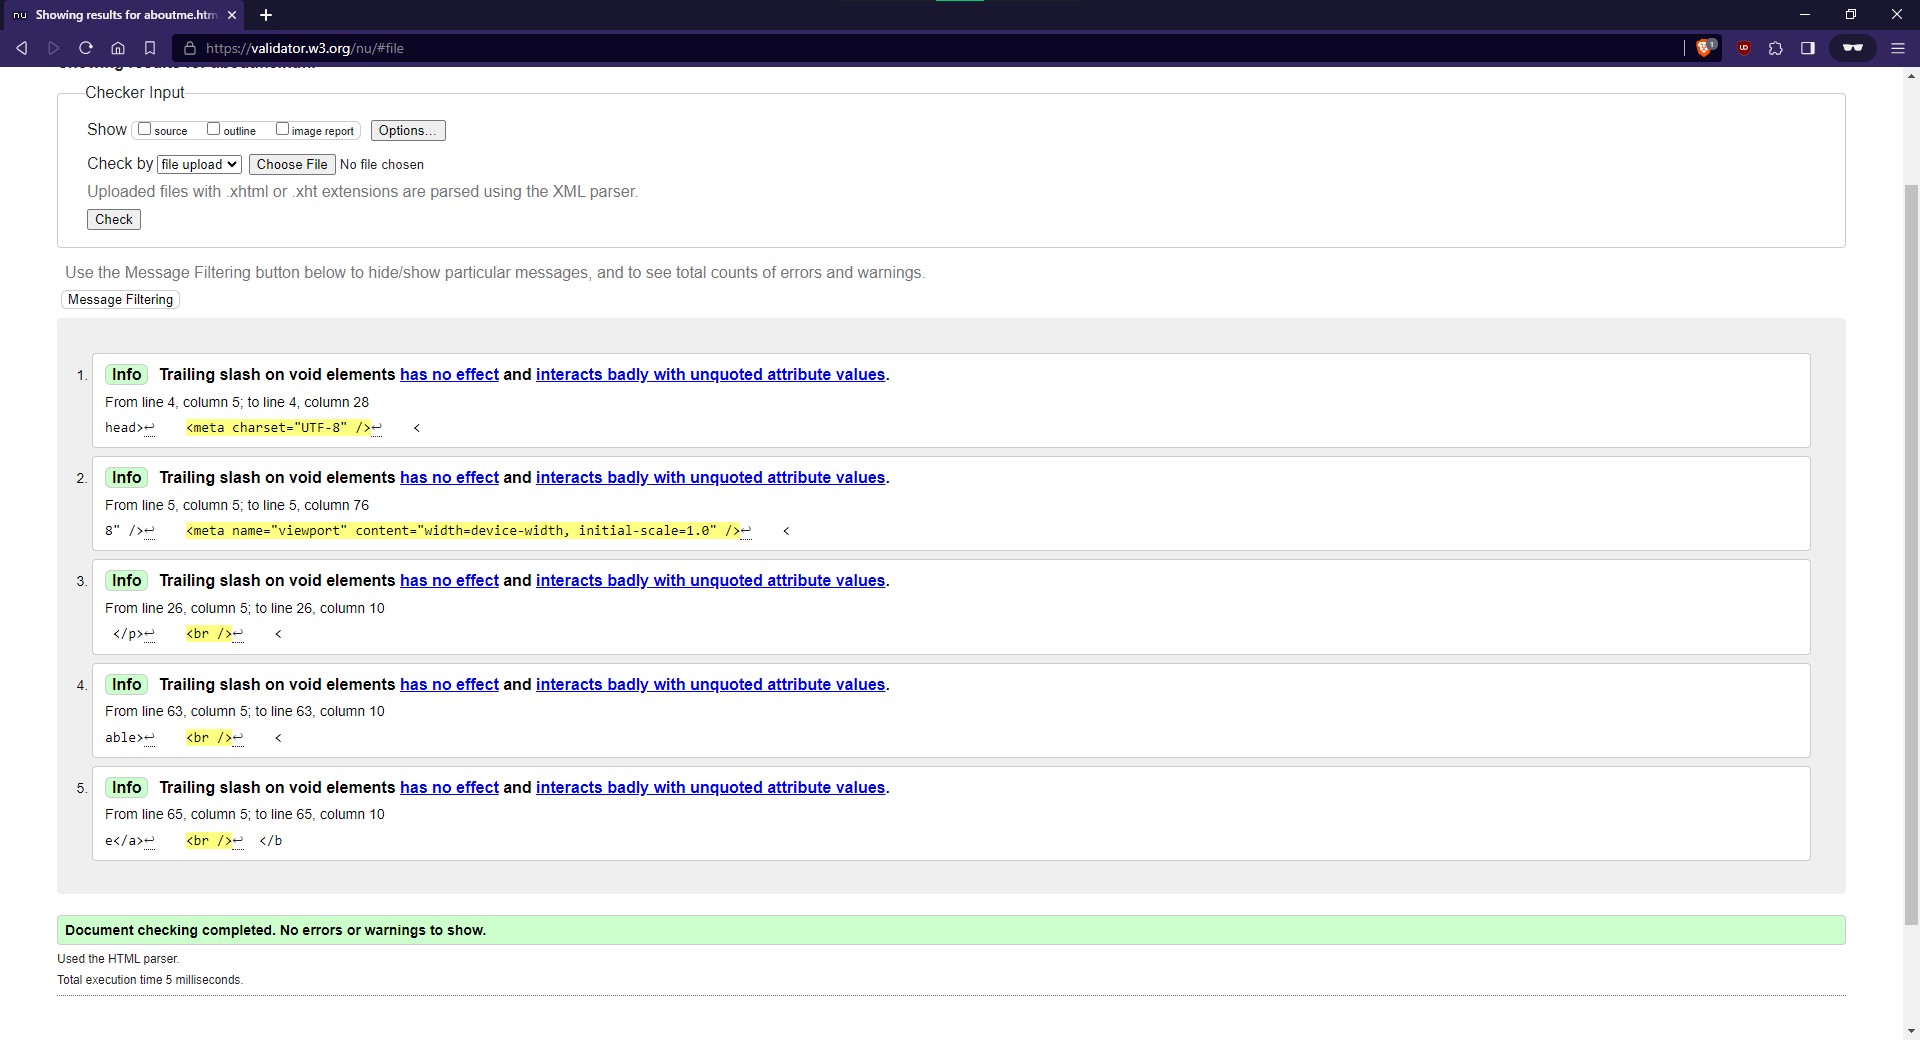 nu Showing results for aboutme.htm
https://validator.w3.org/nu/#file
1
Checker Input
Show source outline image report Options...
Check by file upload Choose File No file chosen
Uploaded files with .xhtml or .xht extensions are parsed using the XML parser.
Check
Use the Message Filtering button below to hide/show particular messages, and to see total counts of errors and warnings.
Message Filtering
1. Info Trailing slash on void elements has no effect and interacts badly with unquoted attribute values.
From line 4, column 5; to line 4, column 28
head>↩ <meta charset="UTF-8" />↩ <
2. Info Trailing slash on void elements has no effect and interacts badly with unquoted attribute values.
From line 5, column 5; to line 5, column 76
8" />↩ <meta name="viewport" content="width=device-width, initial-scale=1.0" />↩ <
3. Info Trailing slash on void elements has no effect and interacts badly with unquoted attribute values.
From line 26, column 5; to line 26, column 10
</p>↩ <br />↩ <
4. Info Trailing slash on void elements has no effect and interacts badly with unquoted attribute values.
From line 63, column 5; to line 63, column 10
able>↩ <br />↩ <
5. Info Trailing slash on void elements has no effect and interacts badly with unquoted attribute values.
From line 65, column 5; to line 65, column 10
e</a>↩ <br />↩ </b
Document checking completed. No errors or warnings to show.
Used the HTML parser.
Total execution time 5 milliseconds.